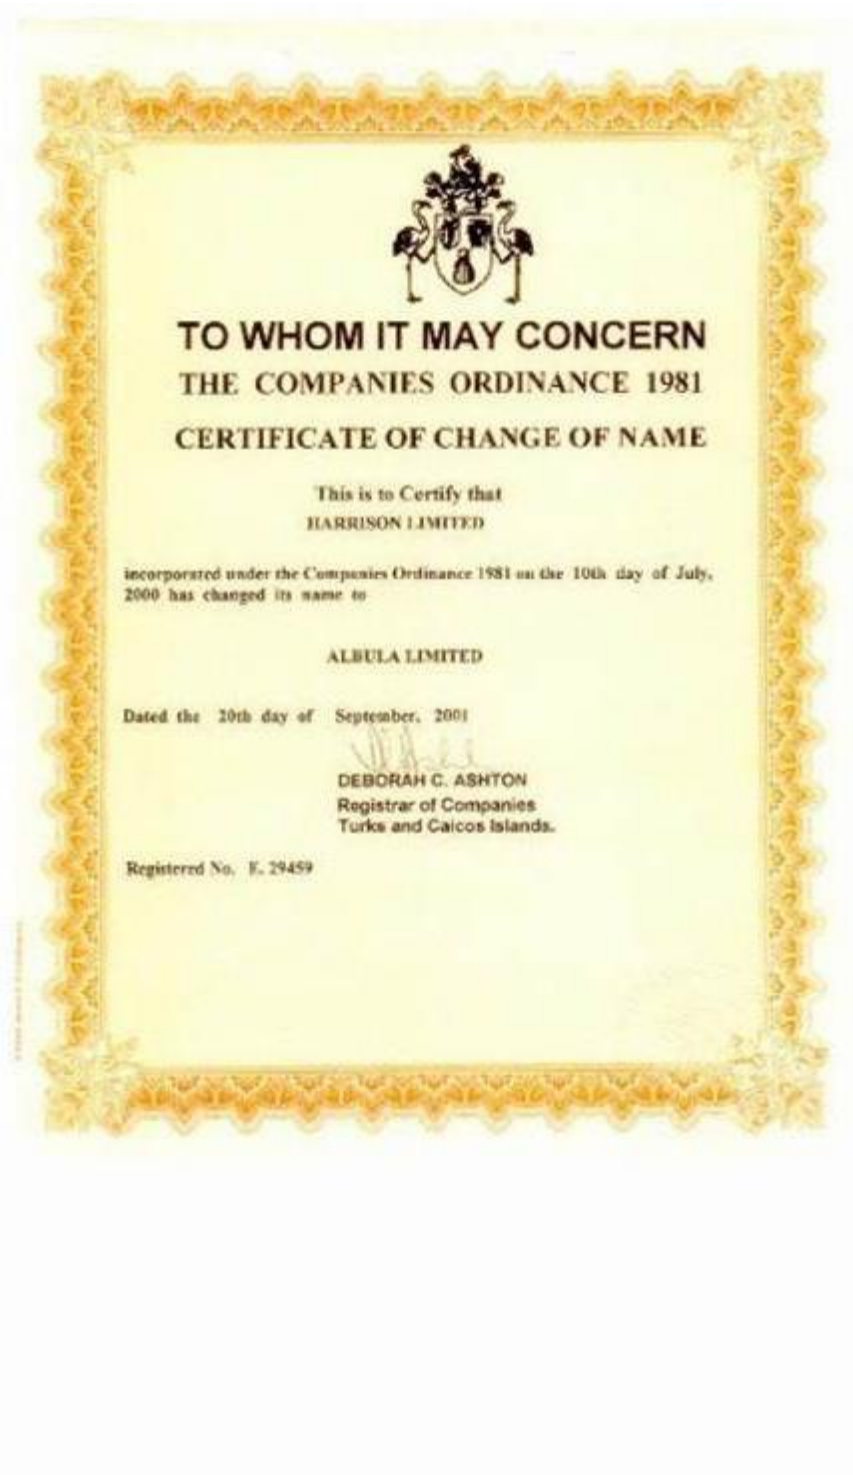 TO WHOM IT MAY CONCERN
THE COMPANIES ORDINANCE 1981
CERTIFICATE OF CHANGE OF NAME
This is to Certify that
HARRISON LIMITED
incorporated under the Companies Ordinance 1981 on the 10th day of July,
2000 has changed its name to
ALBULA LIMITED
Dated the 20th day of September, 2001
DEBORAH C. ASHTON
Registrar of Companies
Turks and Caicos Islands.
Registered No. E. 29459